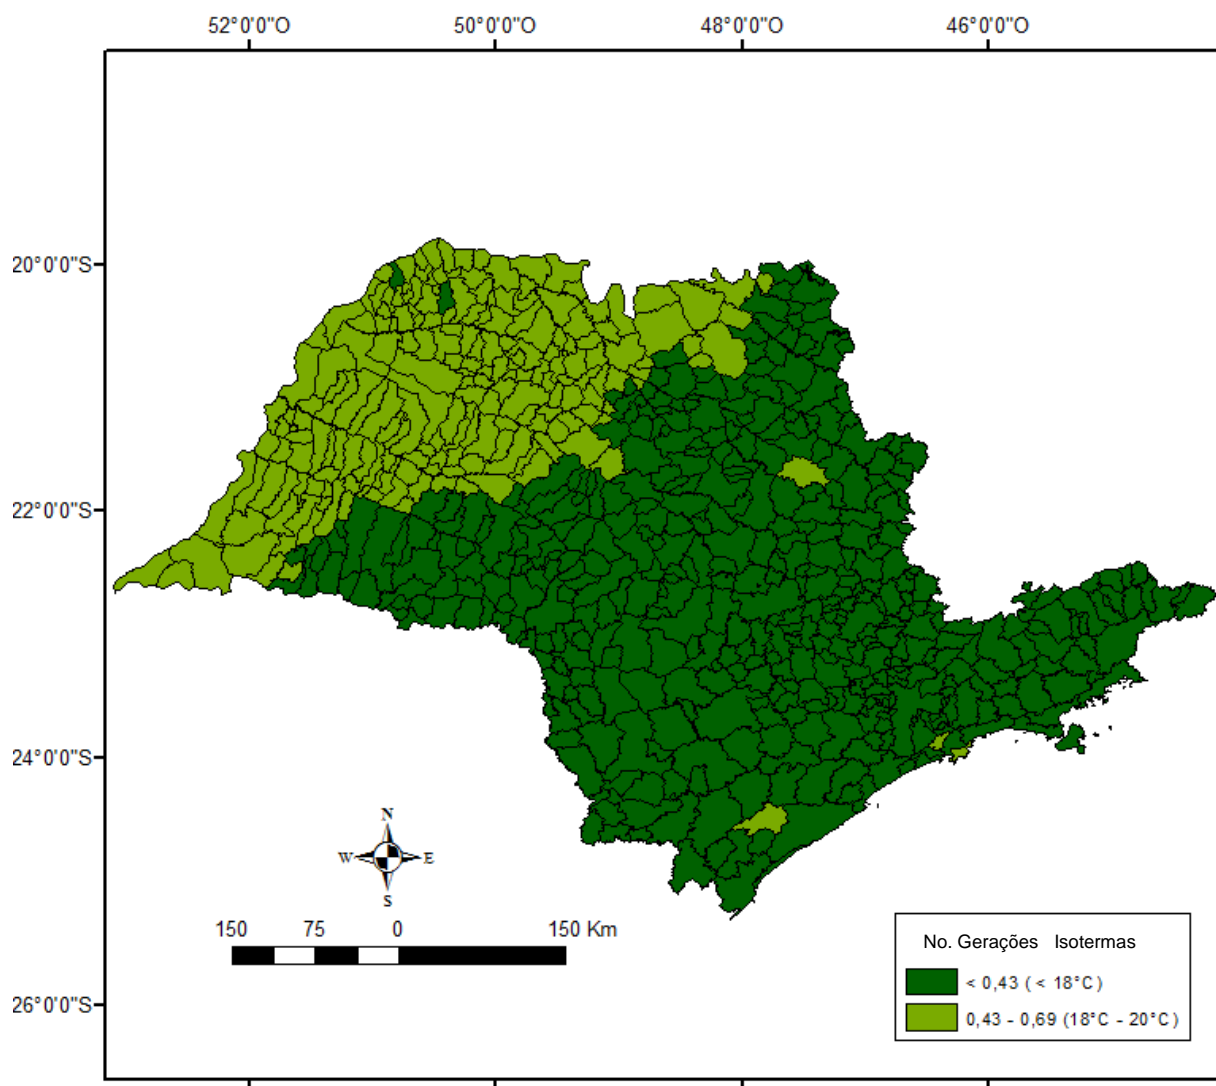 52°0'0"O 50°0'0"O 48°0'0"O 46°0'0"O
20°0'0"S
22°0'0"S
24°0'0"S
26°0'0"S
N
W E
S
150 75 0 150 Km
No. Gerações Isotermas
< 0,43 ( < 18°C )
0,43 - 0,69 (18°C - 20°C )